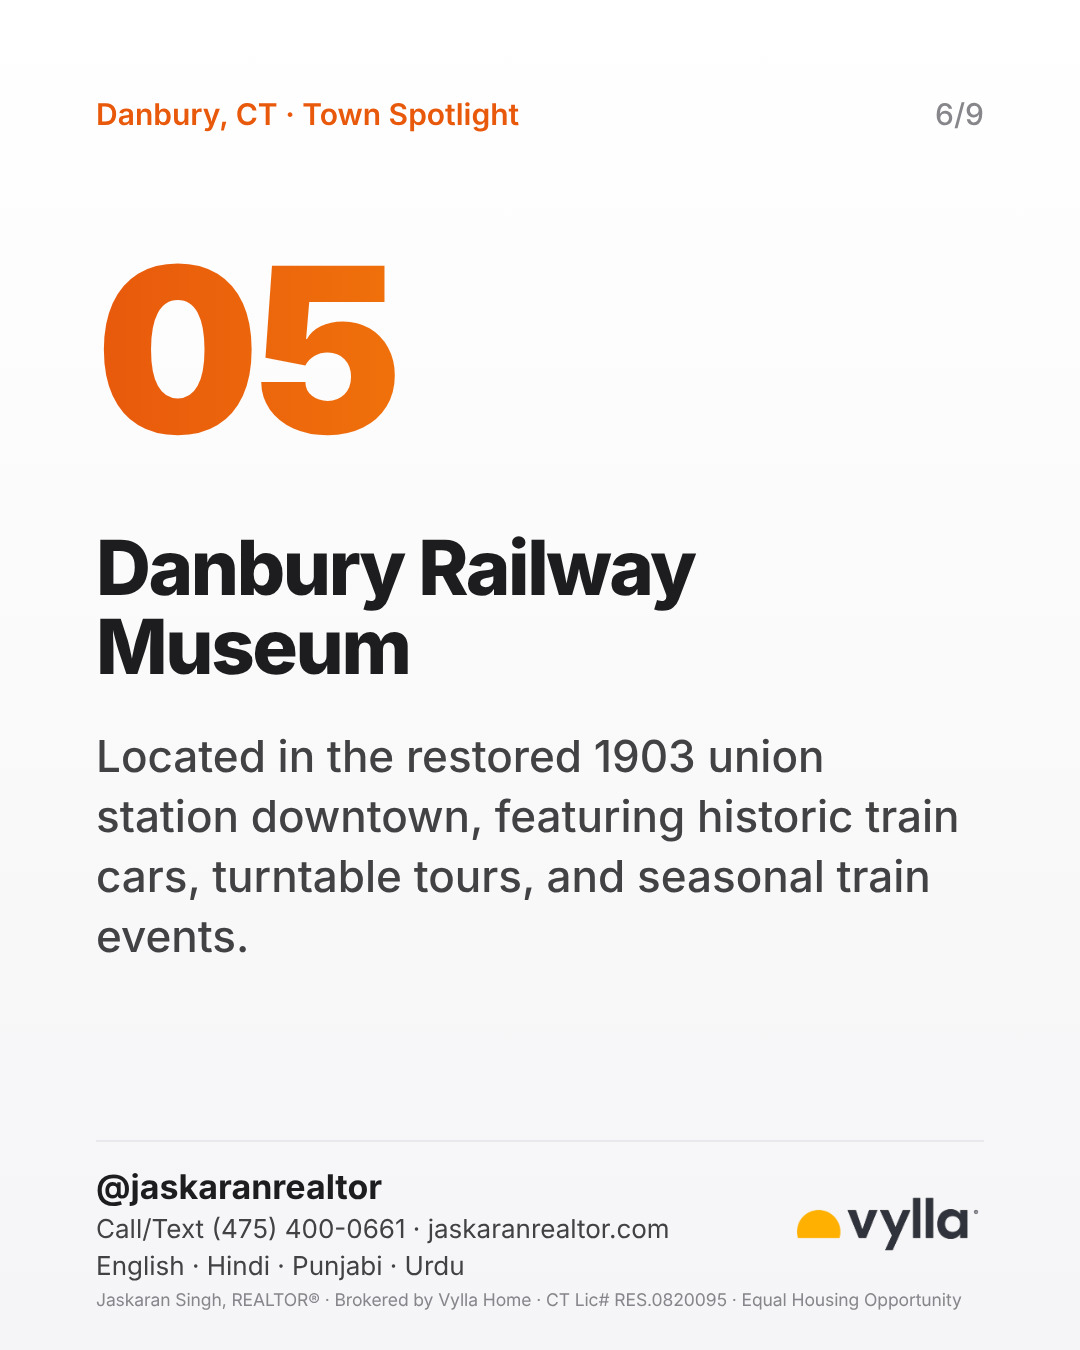 Danbury, CT · Town Spotlight
6/9
05
Danbury Railway
Museum
Located in the restored 1903 union
station downtown, featuring historic train
cars, turntable tours, and seasonal train
events.
@jaskaranrealtor
Call/Text (475) 400-0661 · jaskaranrealtor.com
English · Hindi · Punjabi · Urdu
Jaskaran Singh, REALTOR® · Brokered by Vylla Home · CT Lic# RES.0820095 · Equal Housing Opportunity
vylla